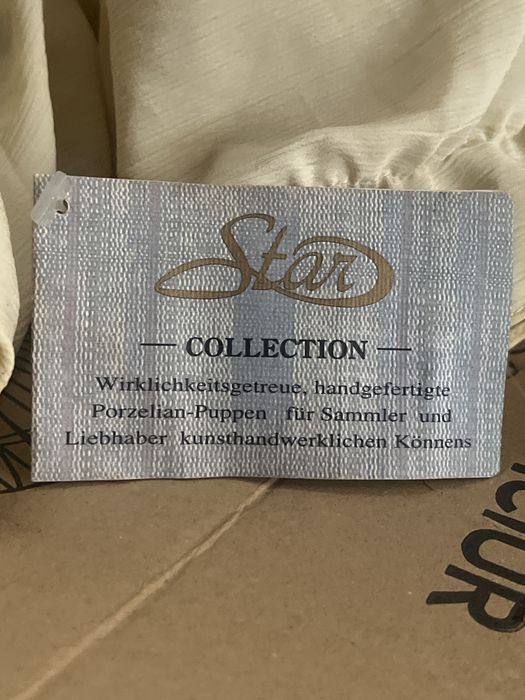 Star
— COLLECTION —
Wirklichkeitsgetreue, handgefertigte
Porzelian-Puppen für Sammler und
Liebhaber kunsthandwerklichen Könnens